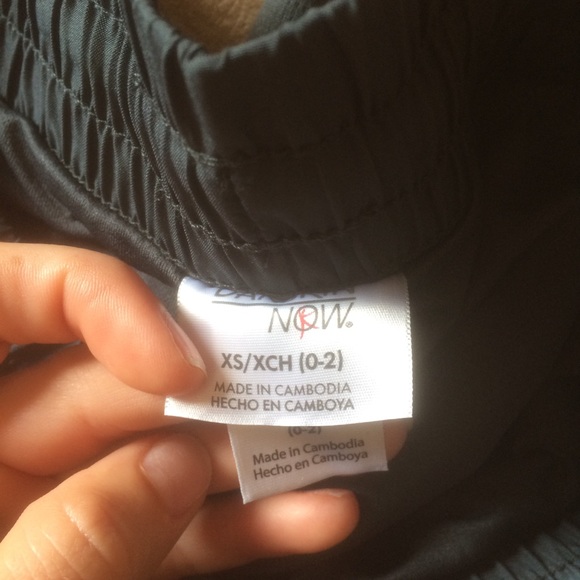 DANSKIN
NOW.®
XS/XCH (0-2)
MADE IN CAMBODIA
HECHO EN CAMBOYA
(0-2)
Made in Cambodia
Hecho en Camboya